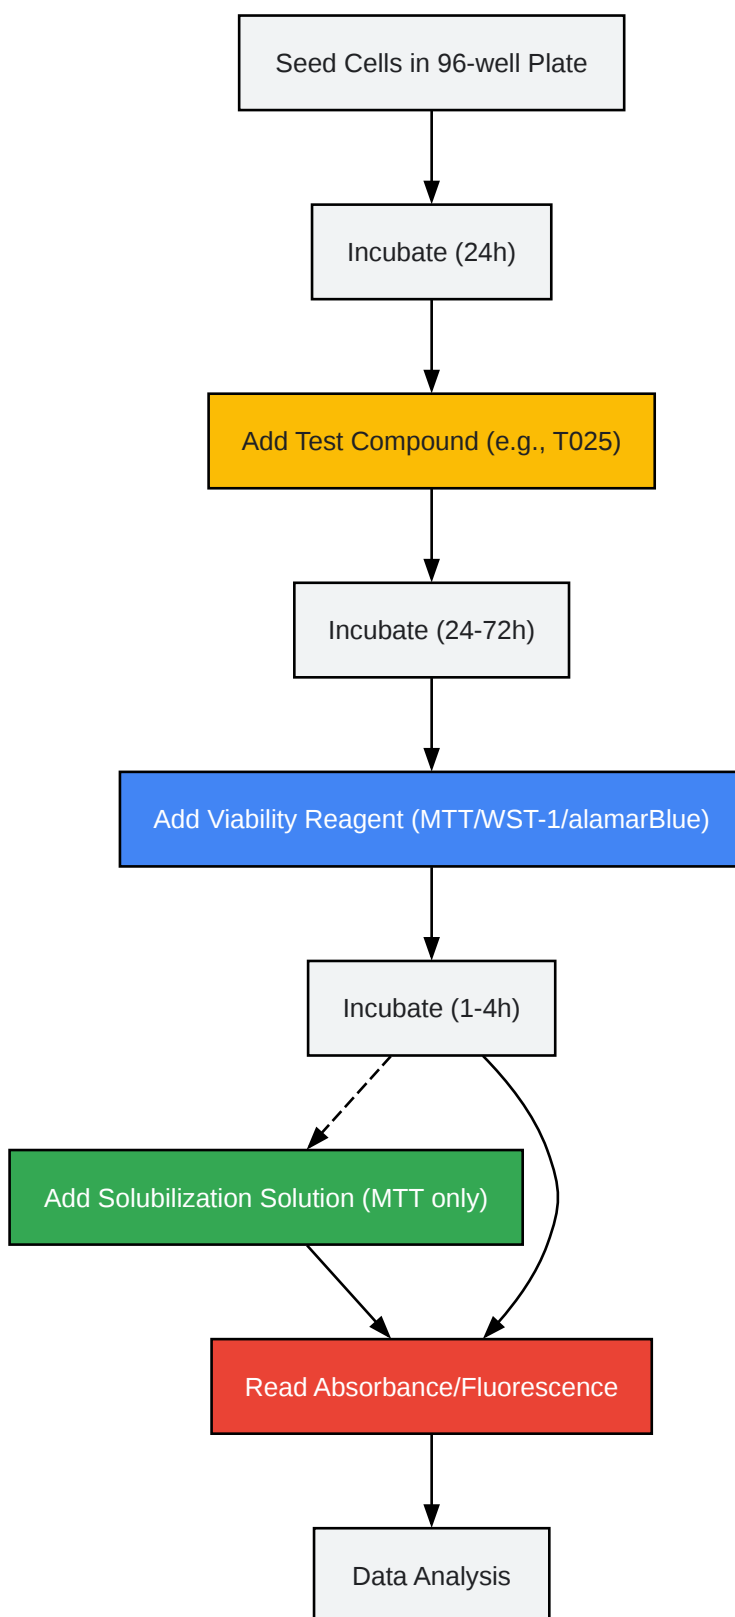 Seed Cells in 96-well Plate
Incubate (24h)
Add Test Compound (e.g., T025)
Incubate (24-72h)
Add Viability Reagent (MTT/WST-1/alamarBlue)
Incubate (1-4h)
Add Solubilization Solution (MTT only)
Read Absorbance/Fluorescence
Data Analysis